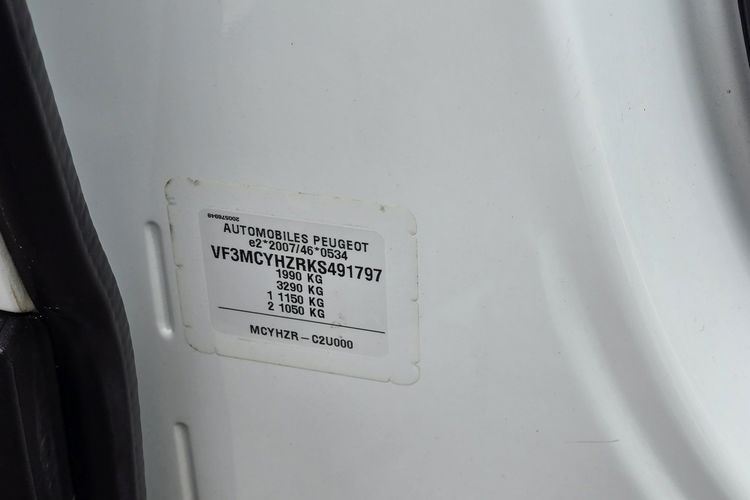 200576948
AUTOMOBILES PEUGEOT
e2*2007/46*0534
VF3MCYHZRKS491797
1990 KG
3290 KG
1 1150 KG
2 1050 KG
MCYHZR - C2U000